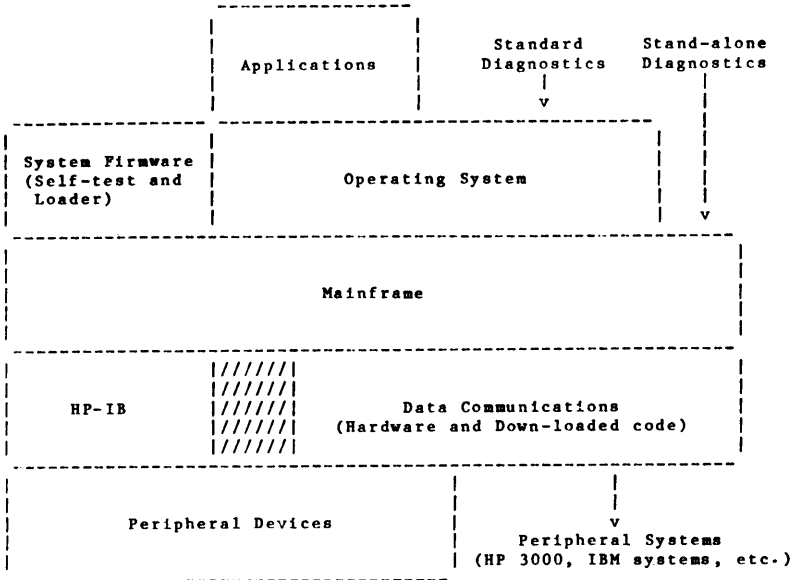 Applications
Standard
Diagnostics
Stand-alone
Diagnostics
v
System Firmware
(Self-test and
Loader)
Operating System
v
Mainframe
HP-IB
Data Communications
(Hardware and Down-loaded code)
Peripheral Devices
v
Peripheral Systems
(HP 3000, IBM systems, etc.)